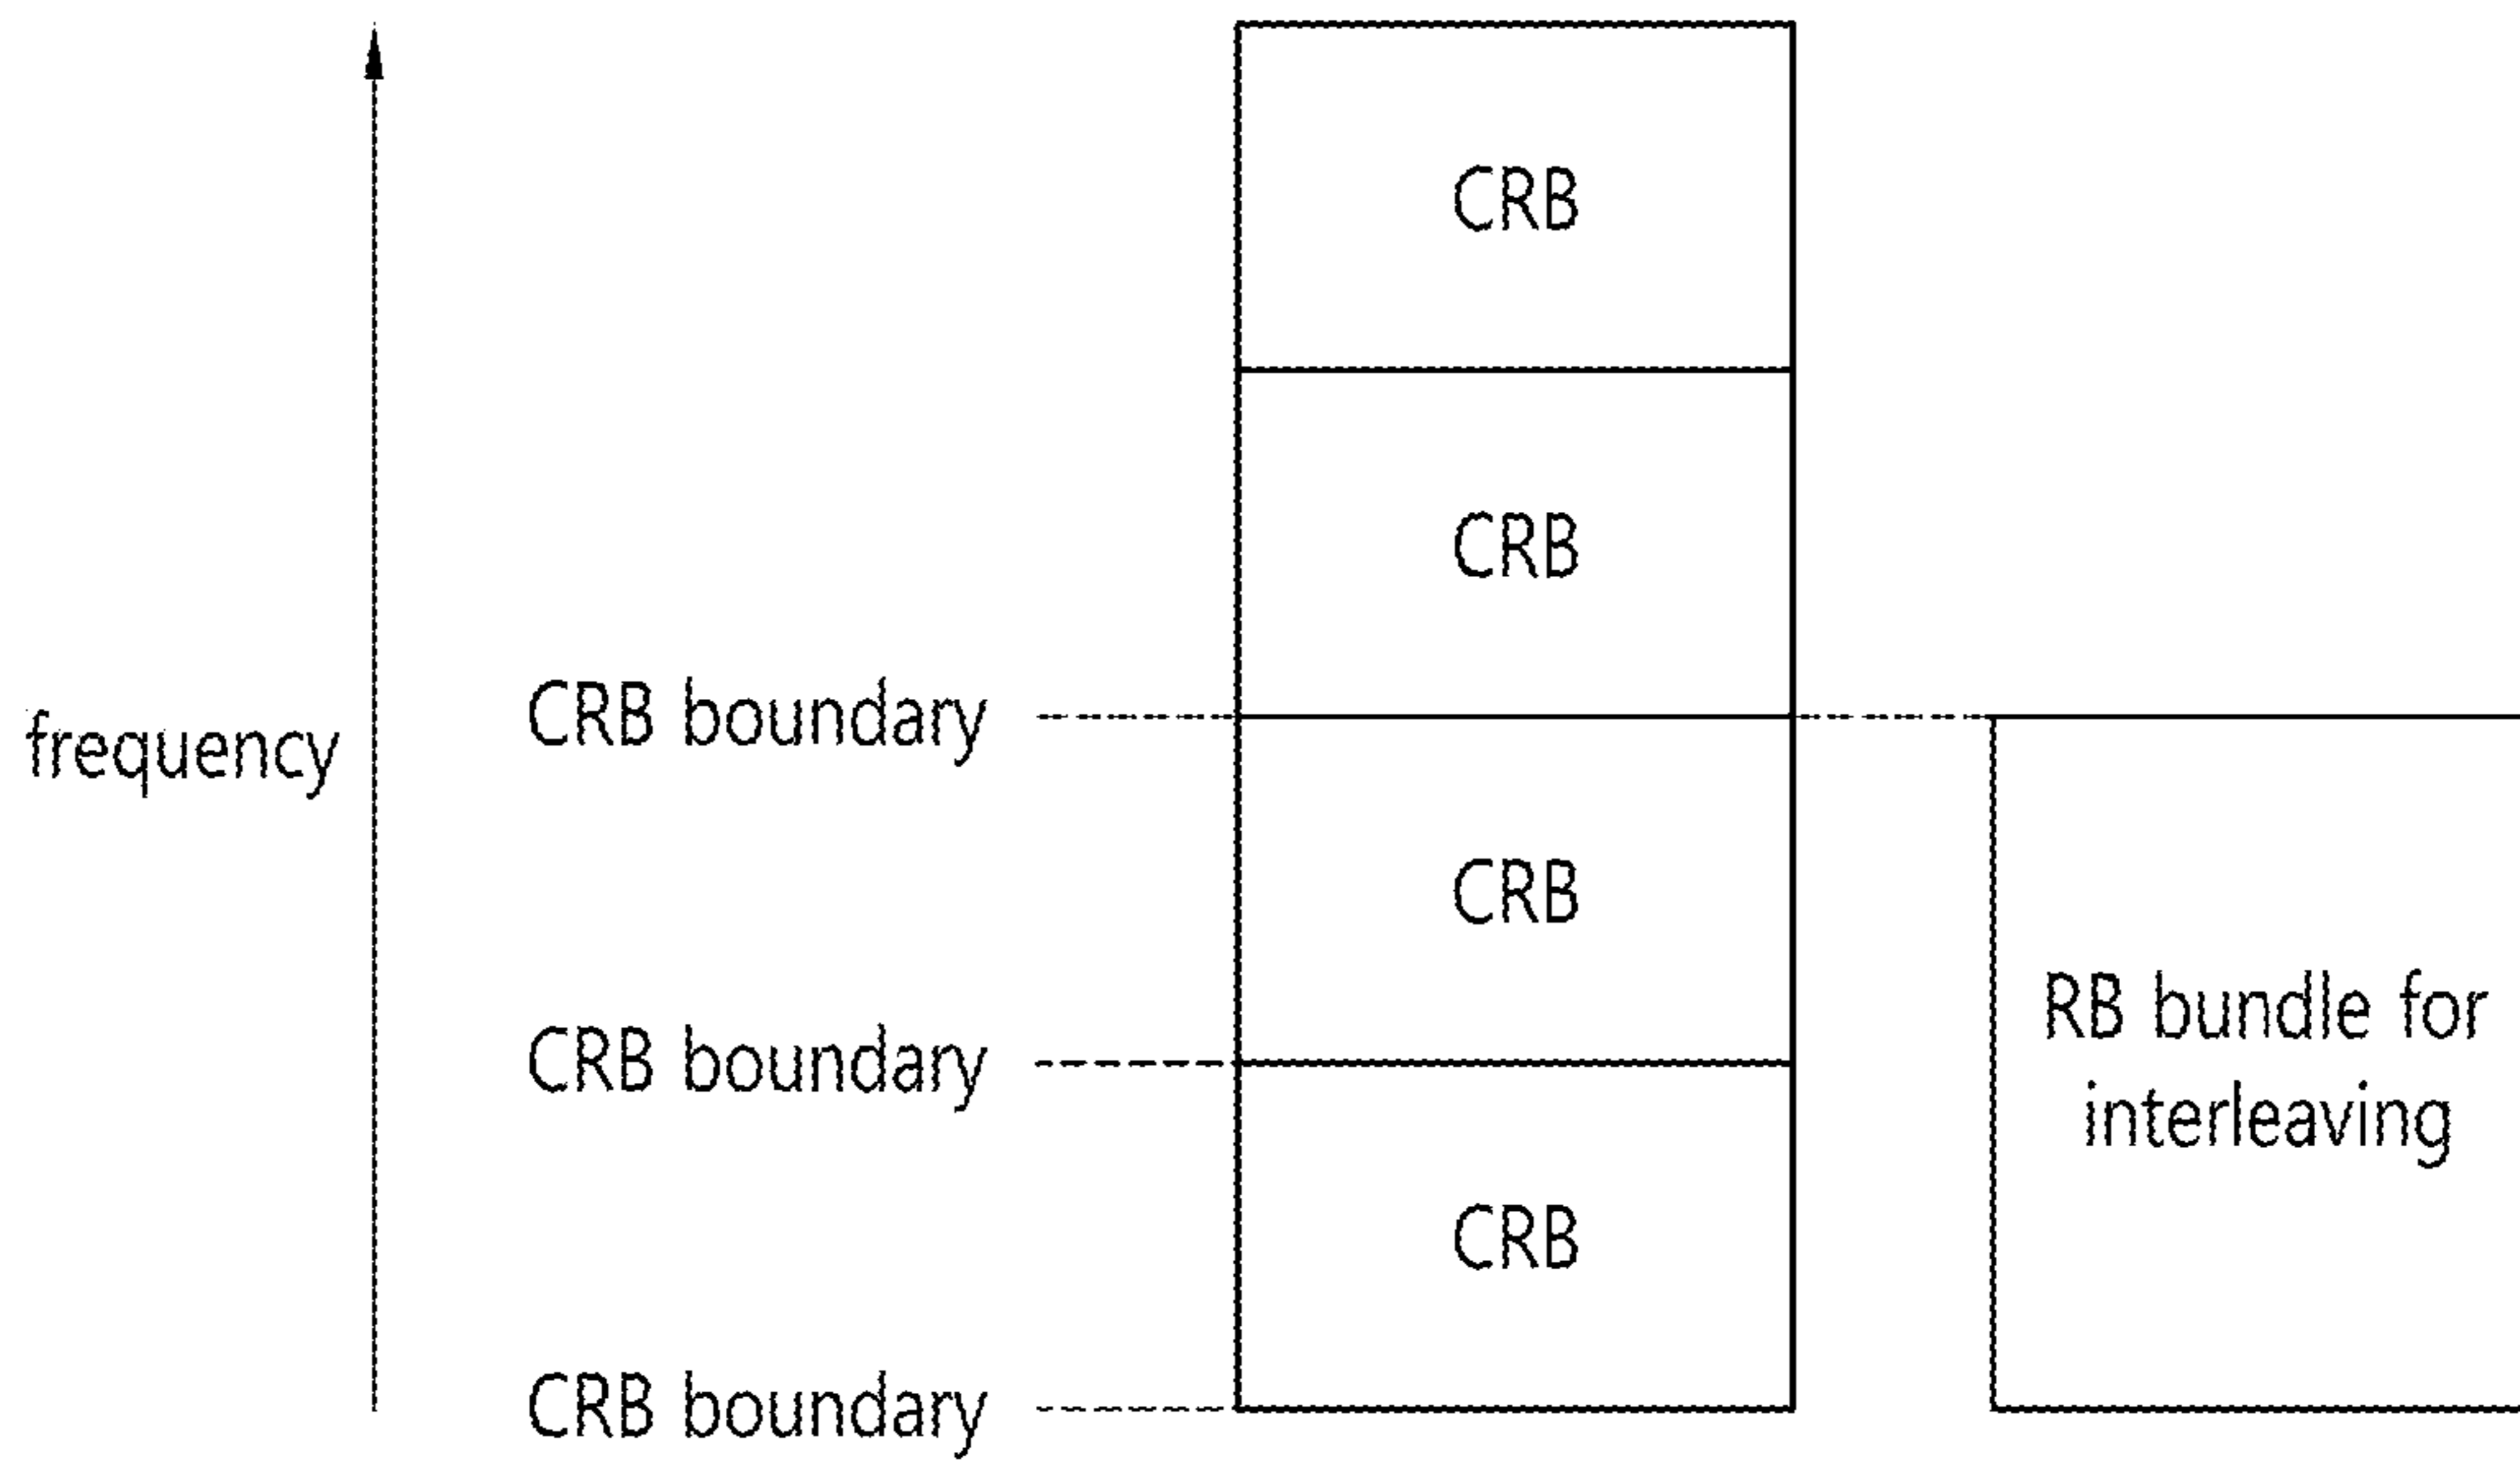 CRB
CRB
CRB boundary
frequency
CRB
RB bundle for
interleaving
CRB boundary
CRB
CRB boundary